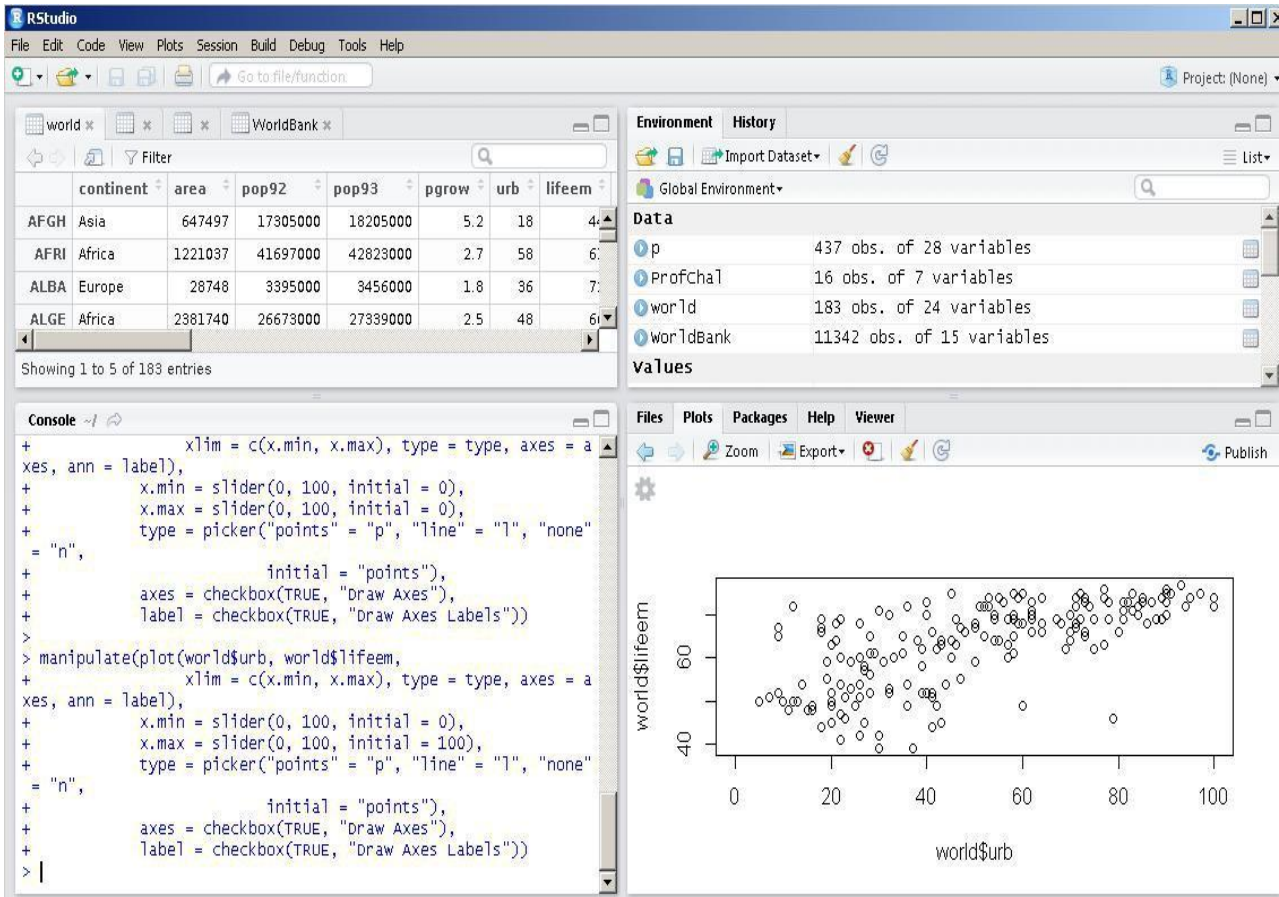 RStudio
File Edit Code View Plots Session Build Debug Tools Help
Go to file/function
Project: (None)
world
WorldBank
Filter
continent area pop92 pop93 pgrow urb lifeem
AFGH Asia 647497 17305000 18205000 5.2 18
AFRI Africa 1221037 41697000 42823000 2.7 58
ALBA Europe 28748 3395000 3456000 1.8 36
ALGE Africa 2381740 26673000 27339000 2.5 48
Showing 1 to 5 of 183 entries
Environment History
Import Dataset
List
Global Environment
Data
p 437 obs. of 28 variables
ProfChal 16 obs. of 7 variables
world 183 obs. of 24 variables
WorldBank 11342 obs. of 15 variables
Values
Console ~/
+ xlim = c(x.min, x.max), type = type, axes = a
xes, ann = label),
+ x.min = slider(0, 100, initial = 0),
+ x.max = slider(0, 100, initial = 0),
+ type = picker("points" = "p", "line" = "l", "none"
= "n",
+ initial = "points"),
+ axes = checkbox(TRUE, "Draw Axes"),
+ label = checkbox(TRUE, "Draw Axes Labels"))
>
> manipulate(plot(world$urb, world$lifeem,
+ xlim = c(x.min, x.max), type = type, axes = a
xes, ann = label),
+ x.min = slider(0, 100, initial = 0),
+ x.max = slider(0, 100, initial = 100),
+ type = picker("points" = "p", "line" = "l", "none"
= "n",
+ initial = "points"),
+ axes = checkbox(TRUE, "Draw Axes"),
+ label = checkbox(TRUE, "Draw Axes Labels"))
>
Files Plots Packages Help Viewer
Zoom Export Publish
world$lifeem
60
40
0 20 40 60 80 100
world$urb